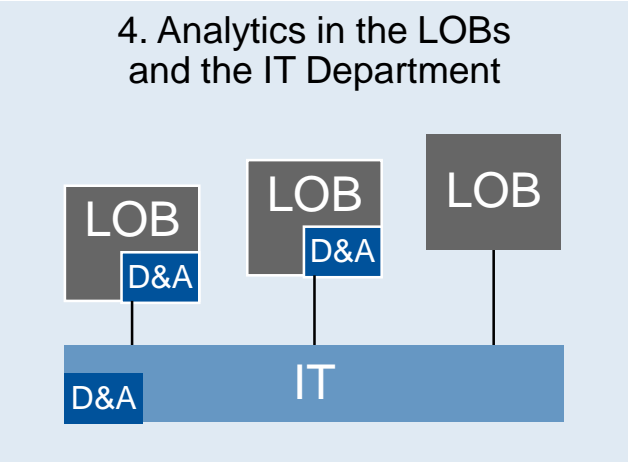 4. Analytics in the LOBs
and the IT Department
LOB
D&A
LOB
D&A
LOB
IT
D&A